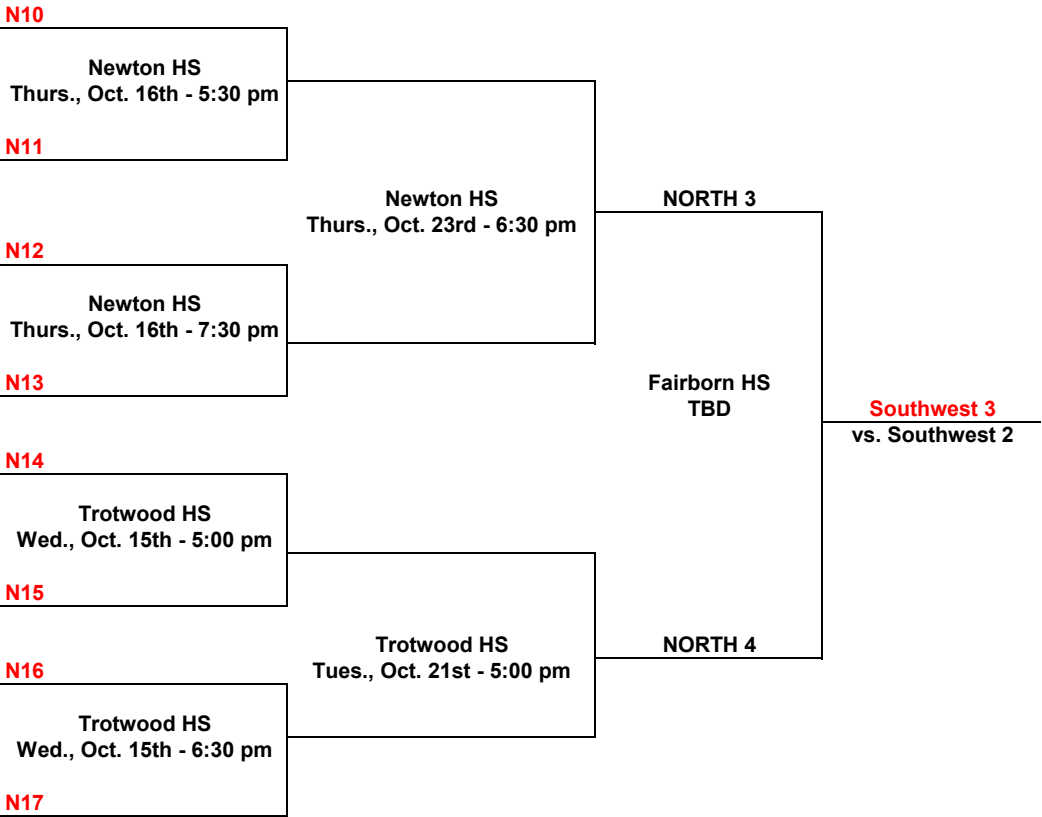 N10
Newton HS
Thurs., Oct. 16th - 5:30 pm
N11
Newton HS
Thurs., Oct. 23rd - 6:30 pm
NORTH 3
N12
Newton HS
Thurs., Oct. 16th - 7:30 pm
N13
Fairborn HS
TBD
Southwest 3
vs. Southwest 2
N14
Trotwood HS
Wed., Oct. 15th - 5:00 pm
N15
Trotwood HS
Tues., Oct. 21st - 5:00 pm
NORTH 4
N16
Trotwood HS
Wed., Oct. 15th - 6:30 pm
N17